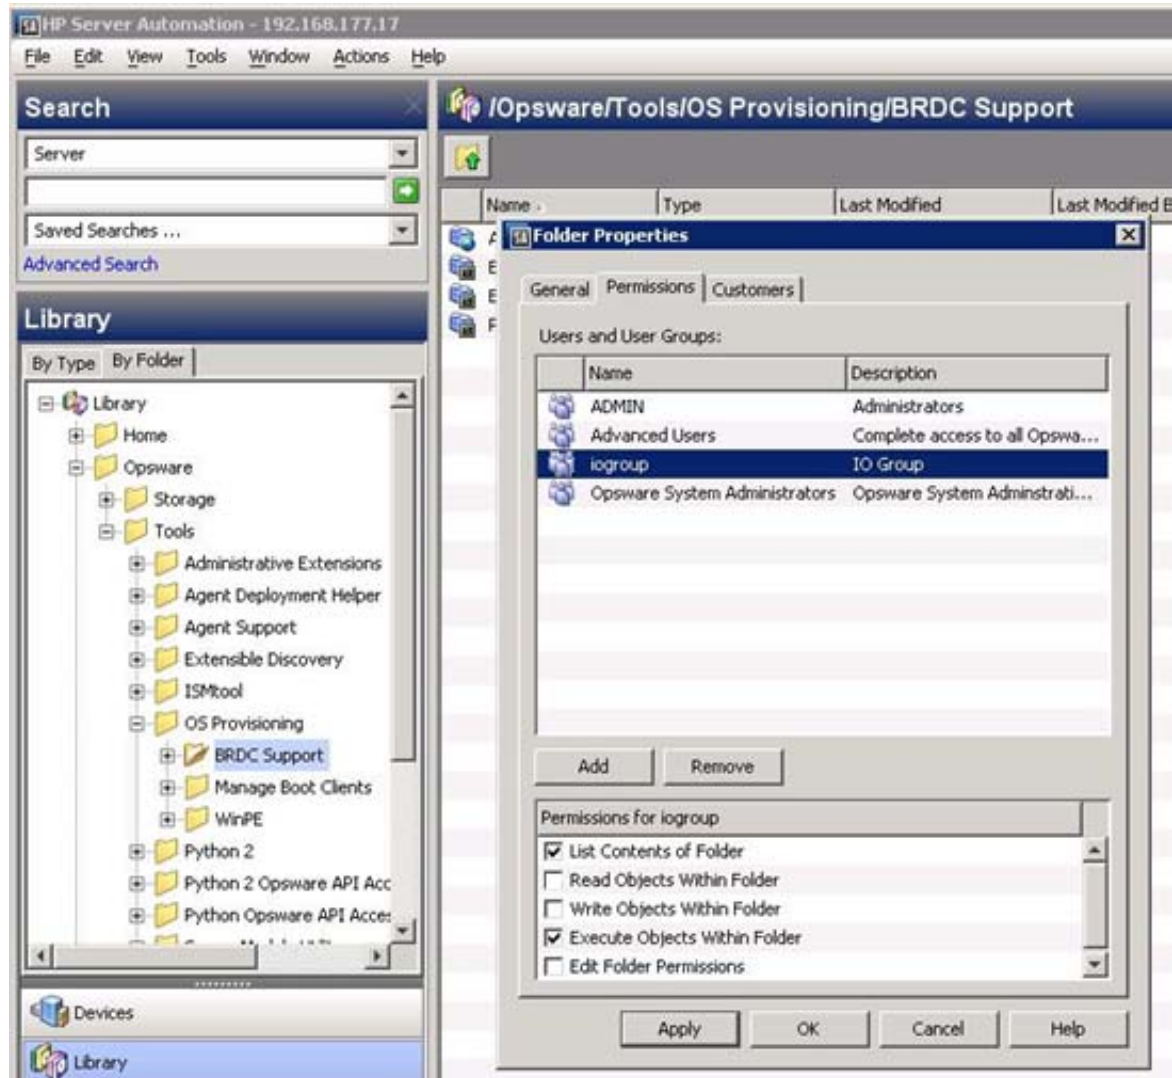 HP Server Automation - 192.168.177.17
File Edit View Tools Window Actions Help
Search
Server
Saved Searches ...
Advanced Search
Library
By Type By Folder
Library
Home
Opsware
Storage
Tools
Administrative Extensions
Agent Deployment Helper
Agent Support
Extensible Discovery
ISMtool
OS Provisioning
BRDC Support
Manage Boot Clients
WinPE
Python 2
Python 2 Opsware API Acc
Python Opsware API Acces
Devices
Library
/Opsware/Tools/OS Provisioning/BRDC Support
Name Type Last Modified Last Modified B
A
E
E
F
Folder Properties
General Permissions Customers
Users and User Groups:
Name Description
ADMIN Administrators
Advanced Users Complete access to all Opswa...
iogroup IO Group
Opsware System Administrators Opsware System Adminstrati...
Add Remove
Permissions for iogroup
List Contents of Folder
Read Objects Within Folder
Write Objects Within Folder
Execute Objects Within Folder
Edit Folder Permissions
Apply OK Cancel Help